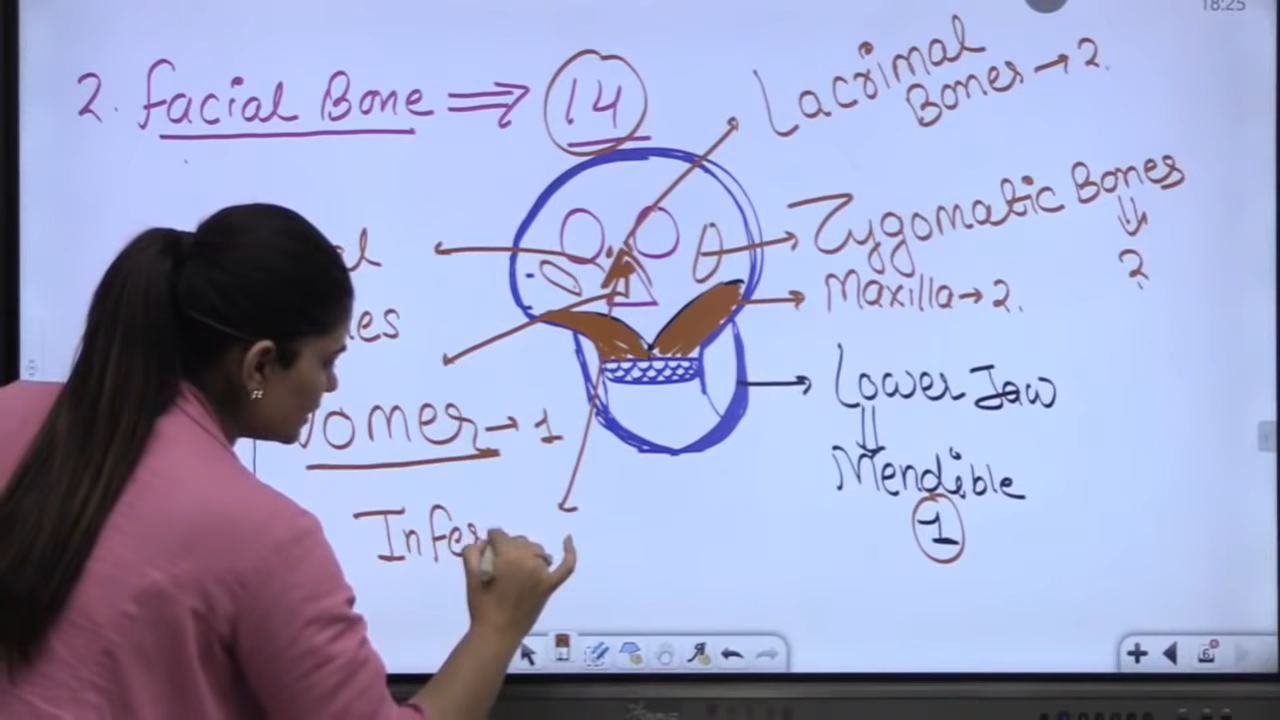 18:25
2. Facial Bone ⇒ 14
Lacrimal
Bones → 2.
Zygomatic Bones
2
Maxilla → 2.
Lower Jaw
Mendible
1
Vomer → 1
Infer